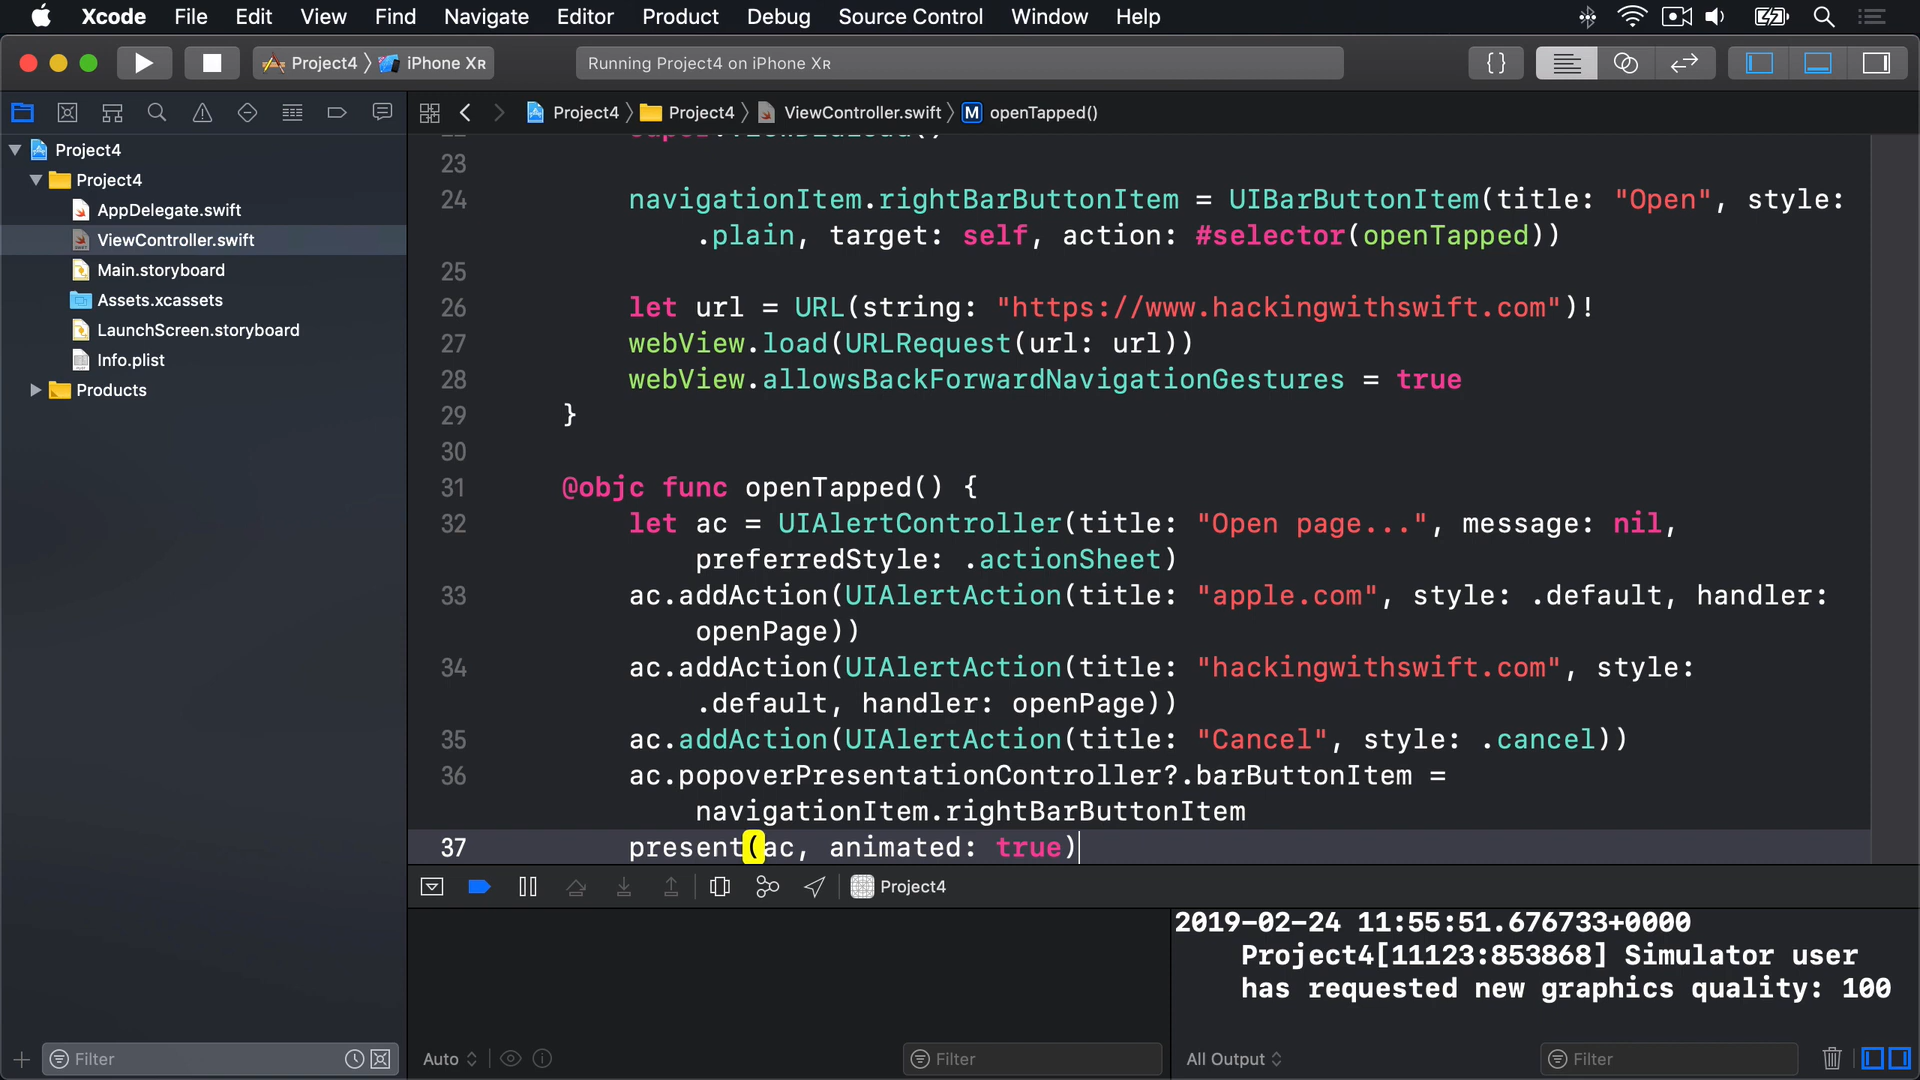 Xcode File Edit View Find Navigate Editor Product Debug Source Control Window Help
Project4 iPhone XR
Running Project4 on iPhone XR
{}
Project4 Project4 ViewController.swift M openTapped()
Project4
Project4
AppDelegate.swift
ViewController.swift
Main.storyboard
Assets.xcassets
LaunchScreen.storyboard
Info.plist
Products
23
24 navigationItem.rightBarButtonItem = UIBarButtonItem(title: "Open", style:
.plain, target: self, action: #selector(openTapped))
25
26 let url = URL(string: "https://www.hackingwithswift.com")!
27 webView.load(URLRequest(url: url))
28 webView.allowsBackForwardNavigationGestures = true
29 }
30
31 @objc func openTapped() {
32 let ac = UIAlertController(title: "Open page...", message: nil,
preferredStyle: .actionSheet)
33 ac.addAction(UIAlertAction(title: "apple.com", style: .default, handler:
openPage))
34 ac.addAction(UIAlertAction(title: "hackingwithswift.com", style:
.default, handler: openPage))
35 ac.addAction(UIAlertAction(title: "Cancel", style: .cancel))
36 ac.popoverPresentationController?.barButtonItem =
navigationItem.rightBarButtonItem
37 present(ac, animated: true)
Project4
2019-02-24 11:55:51.676733+0000
Project4[11123:853868] Simulator user
has requested new graphics quality: 100
Filter
Auto
Filter
All Output
Filter